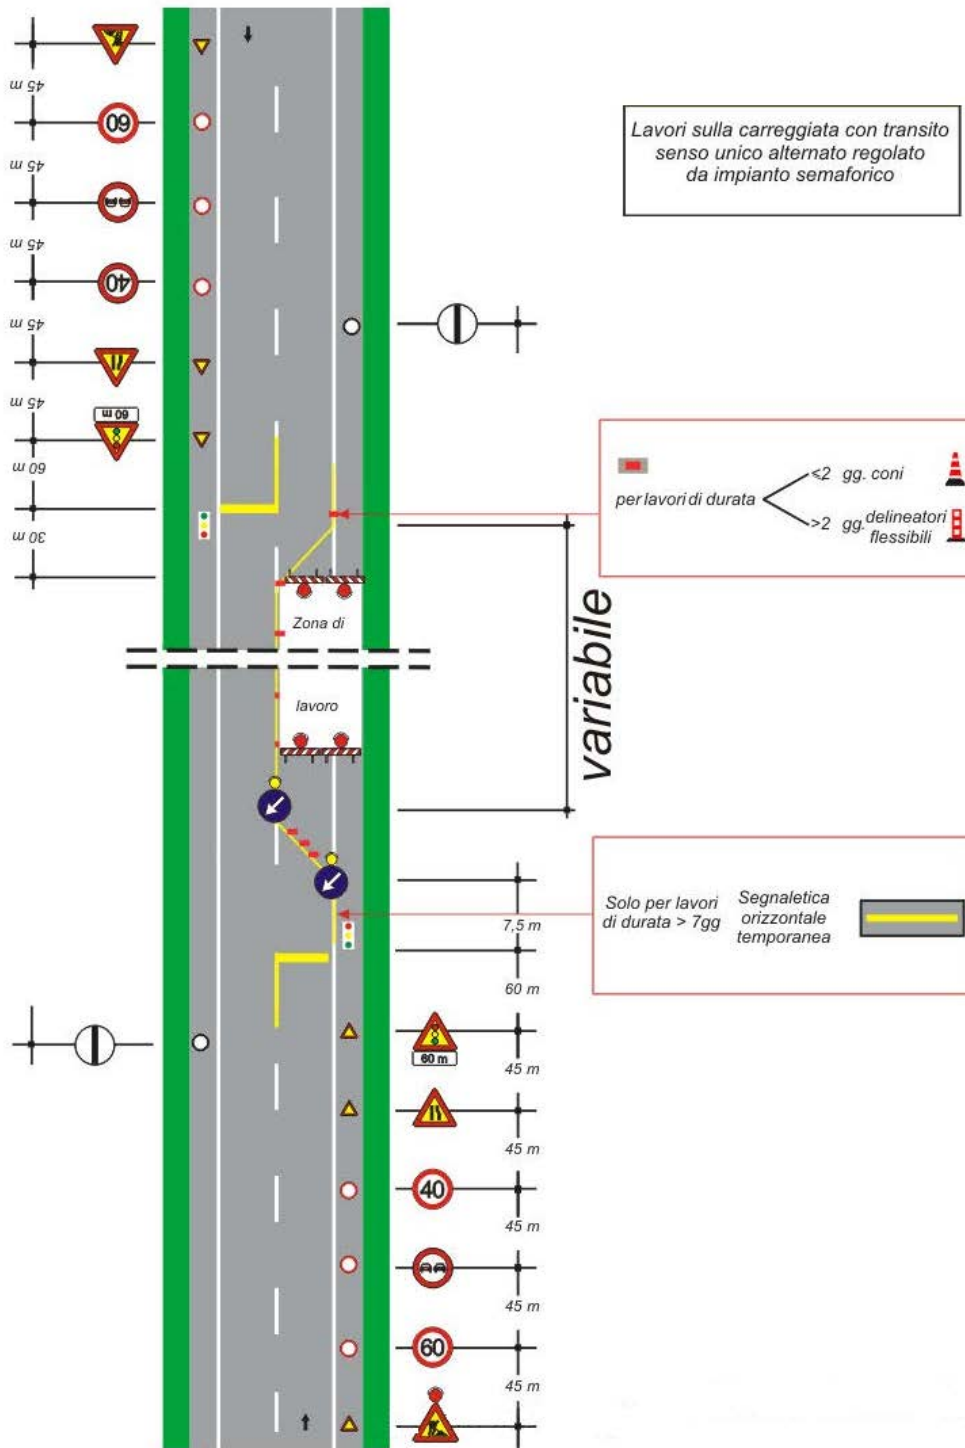 45 m
60
45 m
45 m
40
45 m
45 m
60 m
60 m
30 m
Lavori sulla carreggiata con transito
senso unico alternato regolato
da impianto semaforico
per lavori di durata
≤2 gg. coni
>2 gg. delineatori
flessibili
Zona di
lavoro
variabile
Solo per lavori
di durata > 7gg
Segnaletica
orizzontale
temporanea
7,5 m
60 m
60 m
45 m
45 m
40
45 m
45 m
60
45 m